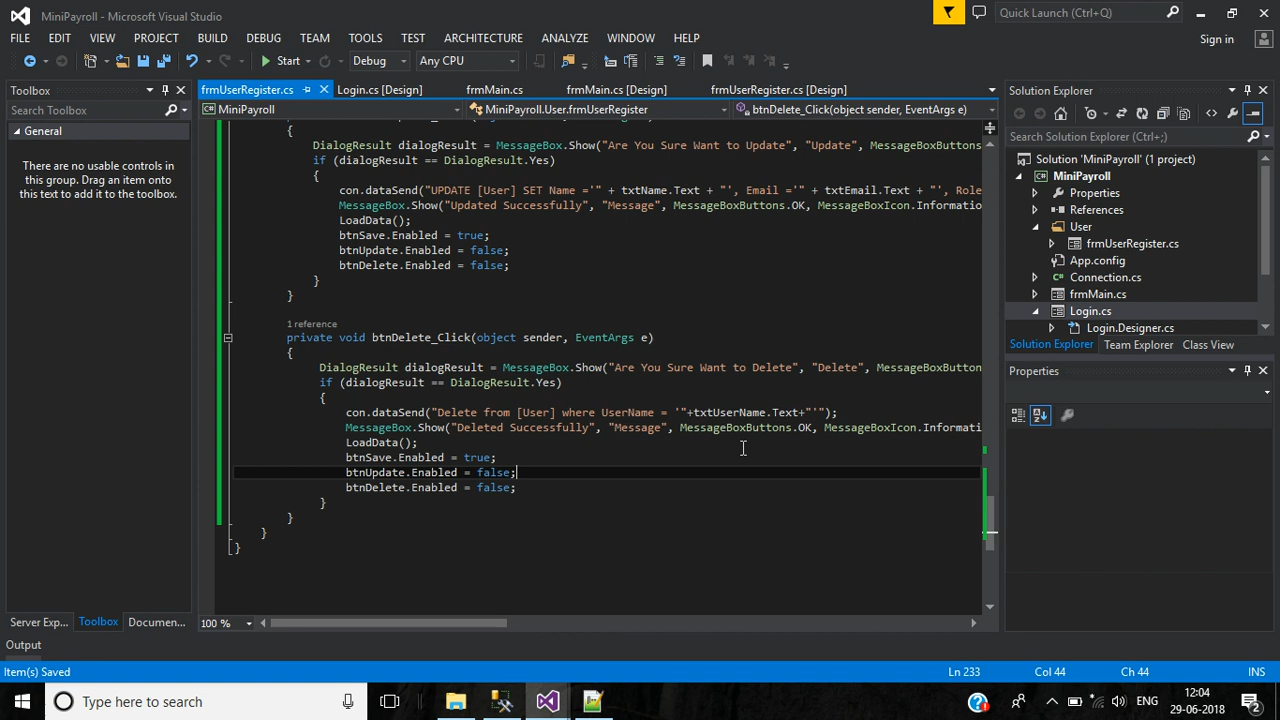 MiniPayroll - Microsoft Visual Studio
Quick Launch (Ctrl+Q)
FILE EDIT VIEW PROJECT BUILD DEBUG TEAM TOOLS TEST ARCHITECTURE ANALYZE WINDOW HELP
Sign in
Start Debug Any CPU
Toolbox
Search Toolbox
General
There are no usable controls in
this group. Drag an item onto
this text to add it to the toolbox.
frmUserRegister.cs Login.cs [Design] frmMain.cs frmMain.cs [Design] frmUserRegister.cs [Design]
MiniPayroll MiniPayroll.User.frmUserRegister btnDelete_Click(object sender, EventArgs e)
{
DialogResult dialogResult = MessageBox.Show("Are You Sure Want to Update", "Update", MessageBoxButtons
if (dialogResult == DialogResult.Yes)
{
con.dataSend("UPDATE [User] SET Name ='" + txtName.Text + "', Email ='" + txtEmail.Text + "', Role
MessageBox.Show("Updated Successfully", "Message", MessageBoxButtons.OK, MessageBoxIcon.Informatio
LoadData();
btnSave.Enabled = true;
btnUpdate.Enabled = false;
btnDelete.Enabled = false;
}
}
1 reference
private void btnDelete_Click(object sender, EventArgs e)
{
DialogResult dialogResult = MessageBox.Show("Are You Sure Want to Delete", "Delete", MessageBoxButton
if (dialogResult == DialogResult.Yes)
{
con.dataSend("Delete from [User] where UserName = '"+txtUserName.Text+"'");
MessageBox.Show("Deleted Successfully", "Message", MessageBoxButtons.OK, MessageBoxIcon.Informati
LoadData();
btnSave.Enabled = true;
btnUpdate.Enabled = false;
btnDelete.Enabled = false;
}
}
}
}
100 %
Solution Explorer
Search Solution Explorer (Ctrl+;)
Solution 'MiniPayroll' (1 project)
MiniPayroll
Properties
References
User
frmUserRegister.cs
App.config
Connection.cs
frmMain.cs
Login.cs
Login.Designer.cs
Solution Explorer Team Explorer Class View
Properties
Server Exp... Toolbox Documen...
Output
Item(s) Saved Ln 233 Col 44 Ch 44 INS
Type here to search
ENG
12:04
29-06-2018
2